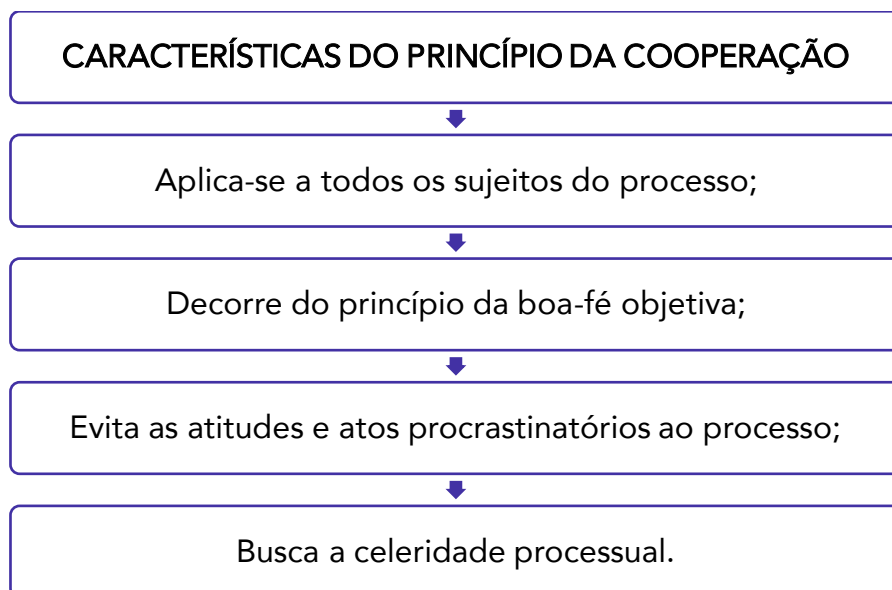 CARACTERÍSTICAS DO PRINCÍPIO DA COOPERAÇÃO
Aplica-se a todos os sujeitos do processo;
Decorre do princípio da boa-fé objetiva;
Evita as atitudes e atos procrastinatórios ao processo;
Busca a celeridade processual.